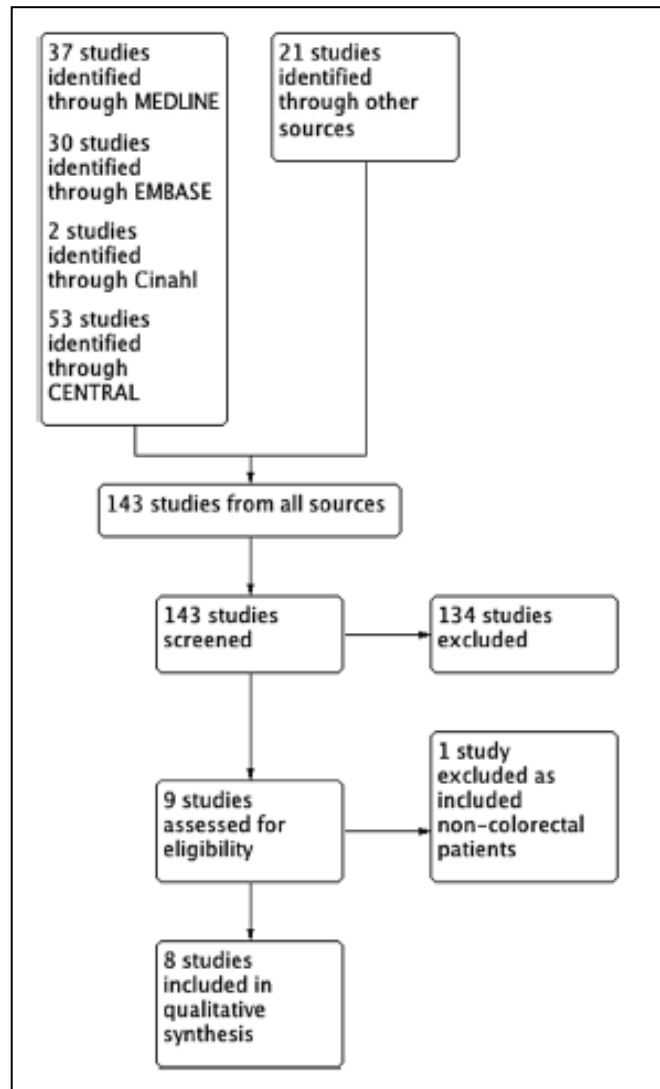 37 studies
identified
through MEDLINE
30 studies
identified
through EMBASE
2 studies
identified
through Cinahl
53 studies
identified
through
CENTRAL
21 studies
identified
through other
sources
143 studies from all sources
143 studies
screened
134 studies
excluded
9 studies
assessed for
eligibility
1 study
excluded as
included
non-colorectal
patients
8 studies
included in
qualitative
synthesis